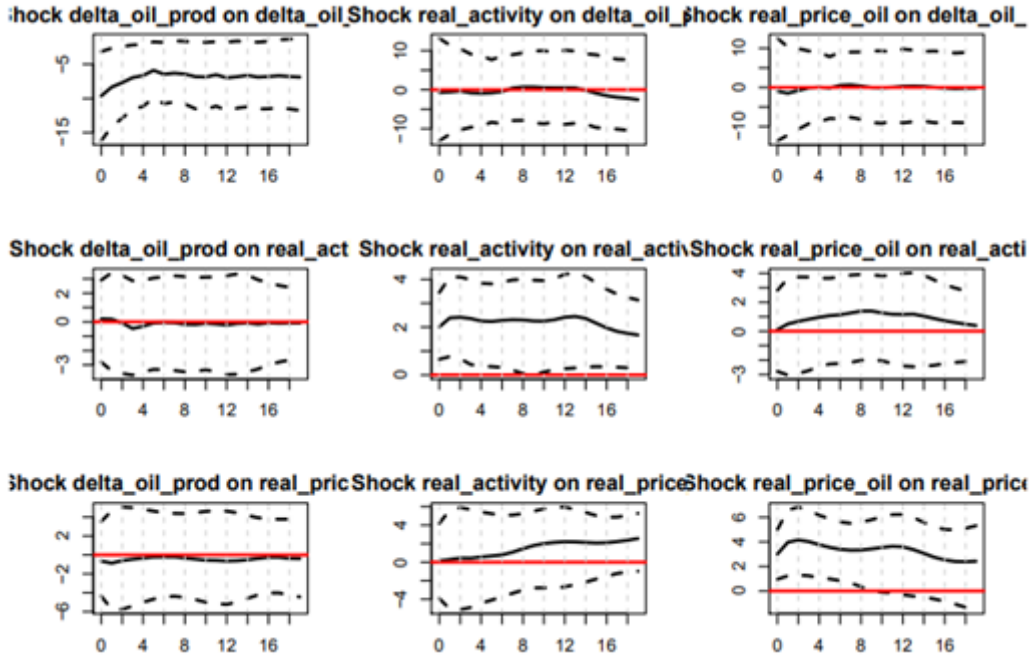 Shock delta_oil_prod on delta_oil_
Shock real_activity on delta_oil_p
Shock real_price_oil on delta_oil_
-5
-15
10
0
-10
10
0
-10
0 4 8 12 16
0 4 8 12 16
0 4 8 12 16
Shock delta_oil_prod on real_act
Shock real_activity on real_activ
Shock real_price_oil on real_acti
2
0
-3
4
2
0
4
2
0
-3
0 4 8 12 16
0 4 8 12 16
0 4 8 12 16
Shock delta_oil_prod on real_pric
Shock real_activity on real_price
Shock real_price_oil on real_price
2
-2
-6
4
0
-4
6
4
2
0
0 4 8 12 16
0 4 8 12 16
0 4 8 12 16